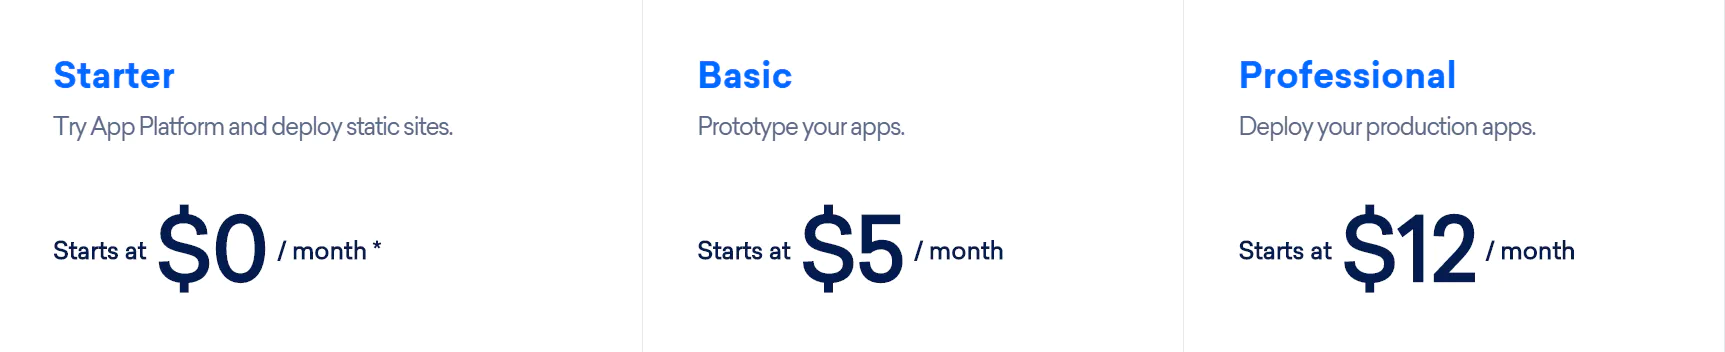 Starter
Try App Platform and deploy static sites.
Starts at $0 / month *
Basic
Prototype your apps.
Starts at $5 / month
Professional
Deploy your production apps.
Starts at $12 / month